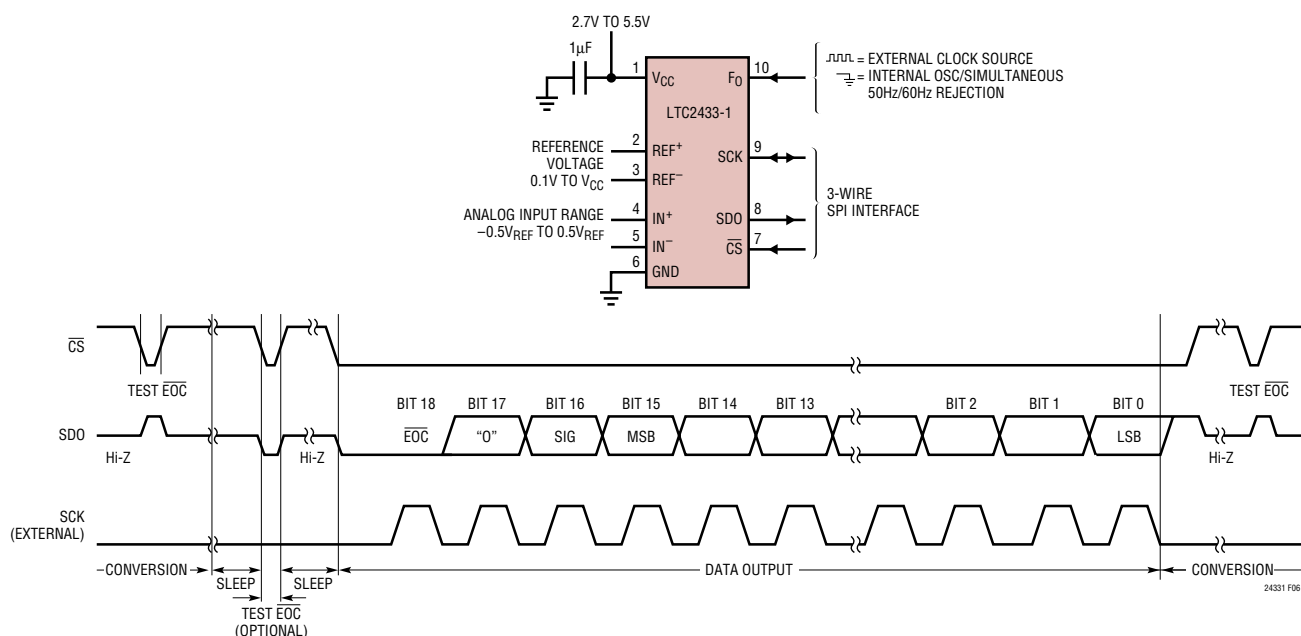 2.7V TO 5.5V
1µF
1
VCC
FO
10
= EXTERNAL CLOCK SOURCE
= INTERNAL OSC/SIMULTANEOUS
50Hz/60Hz REJECTION
LTC2433-1
REFERENCE
VOLTAGE
0.1V TO VCC
2
REF+
3
REF–
SCK
9
ANALOG INPUT RANGE
–0.5VREF TO 0.5VREF
4
IN+
5
IN–
6
GND
SDO
8
CS
7
3-WIRE
SPI INTERFACE
CS
TEST EOC
TEST EOC
BIT 18
BIT 17
BIT 16
BIT 15
BIT 14
BIT 13
BIT 2
BIT 1
BIT 0
SDO
EOC
“O”
SIG
MSB
LSB
Hi-Z
Hi-Z
Hi-Z
SCK
(EXTERNAL)
CONVERSION
SLEEP
SLEEP
DATA OUTPUT
CONVERSION
TEST EOC
(OPTIONAL)
24331 F06